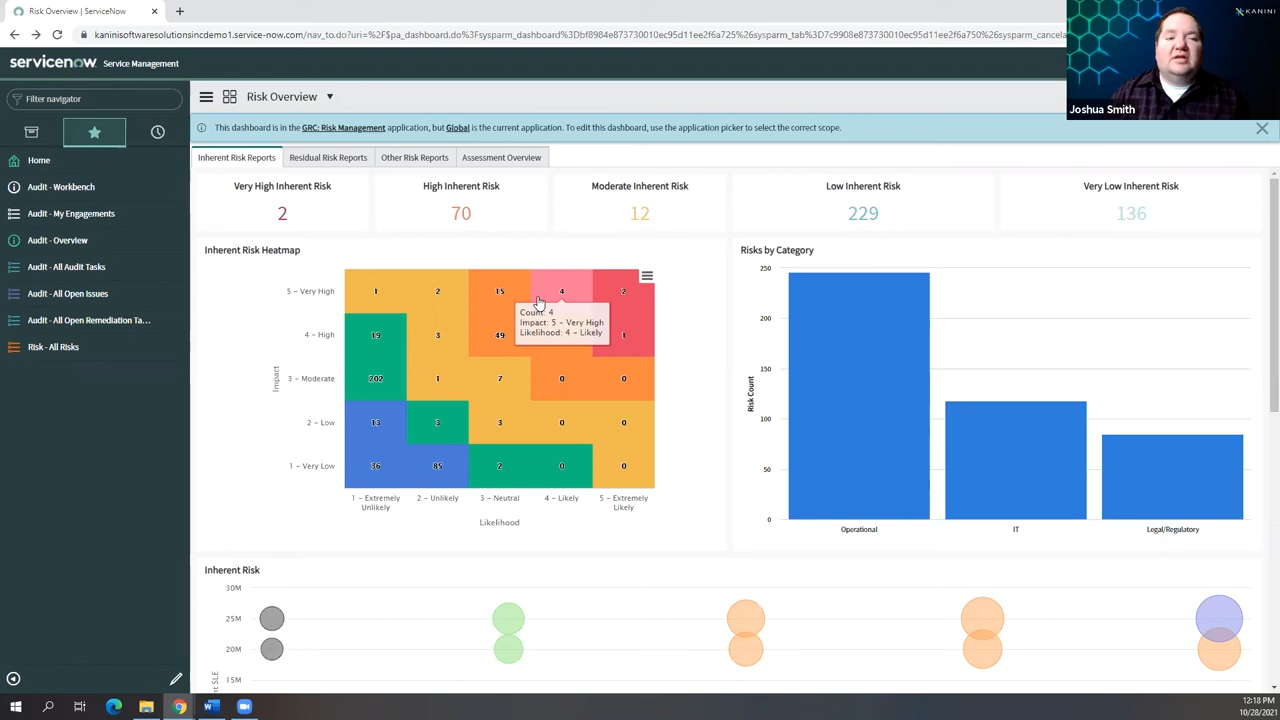 Risk Overview | ServiceNow
kaninisoftwaresolutionsincdemo1.service-now.com/nav_to.do?uri=%2F$pa_dashboard.do%3Fsysparm_dashboard%3Dbf8984e873730010ec95d11ee2f6a725%26sysparm_tab%3D7c9908e873730010ec95d11ee2f6a750%26sysparm_cancela
KANINI
Joshua Smith
servicenow Service Management
Filter navigator
Home
Audit - Workbench
Audit - My Engagements
Audit - Overview
Audit - All Audit Tasks
Audit - All Open Issues
Audit - All Open Remediation Ta...
Risk - All Risks
Risk Overview
This dashboard is in the GRC: Risk Management application, but Global is the current application. To edit this dashboard, use the application picker to select the correct scope.
Inherent Risk Reports Residual Risk Reports Other Risk Reports Assessment Overview
Very High Inherent Risk High Inherent Risk Moderate Inherent Risk Low Inherent Risk Very Low Inherent Risk
2 70 12 229 136
Inherent Risk Heatmap
Impact
5 - Very High 1 2 15 4 2
Count: 4
Impact: 5 - Very High
Likelihood: 4 - Likely
4 - High 19 3 49 1
3 - Moderate 202 1 7 0 0
2 - Low 13 3 3 0 0
1 - Very Low 36 85 2 0 0
1 - Extremely Unlikely 2 - Unlikely 3 - Neutral 4 - Likely 5 - Extremely Likely
Likelihood
Risks by Category
Risk Count
250
200
150
100
50
0
Operational IT Legal/Regulatory
Inherent Risk
30M
25M
20M
15M
SLE
12:18 PM
10/28/2021